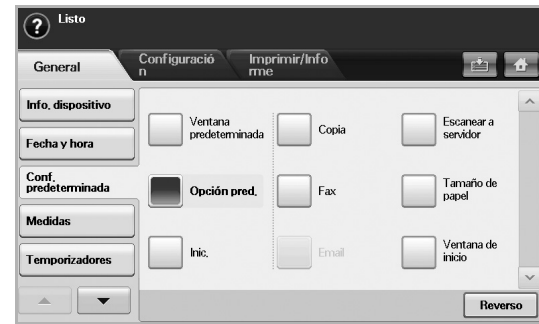 ? Listo
General
Configuració
n
Imprimir/Info
rme
Info. dispositivo
Fecha y hora
Conf.
predeterminada
Medidas
Temporizadores
Ventana
predeterminada
Copia
Escanear a
servidor
Opción pred.
Fax
Tamaño de
papel
Inic.
Email
Ventana de
inicio
Reverso